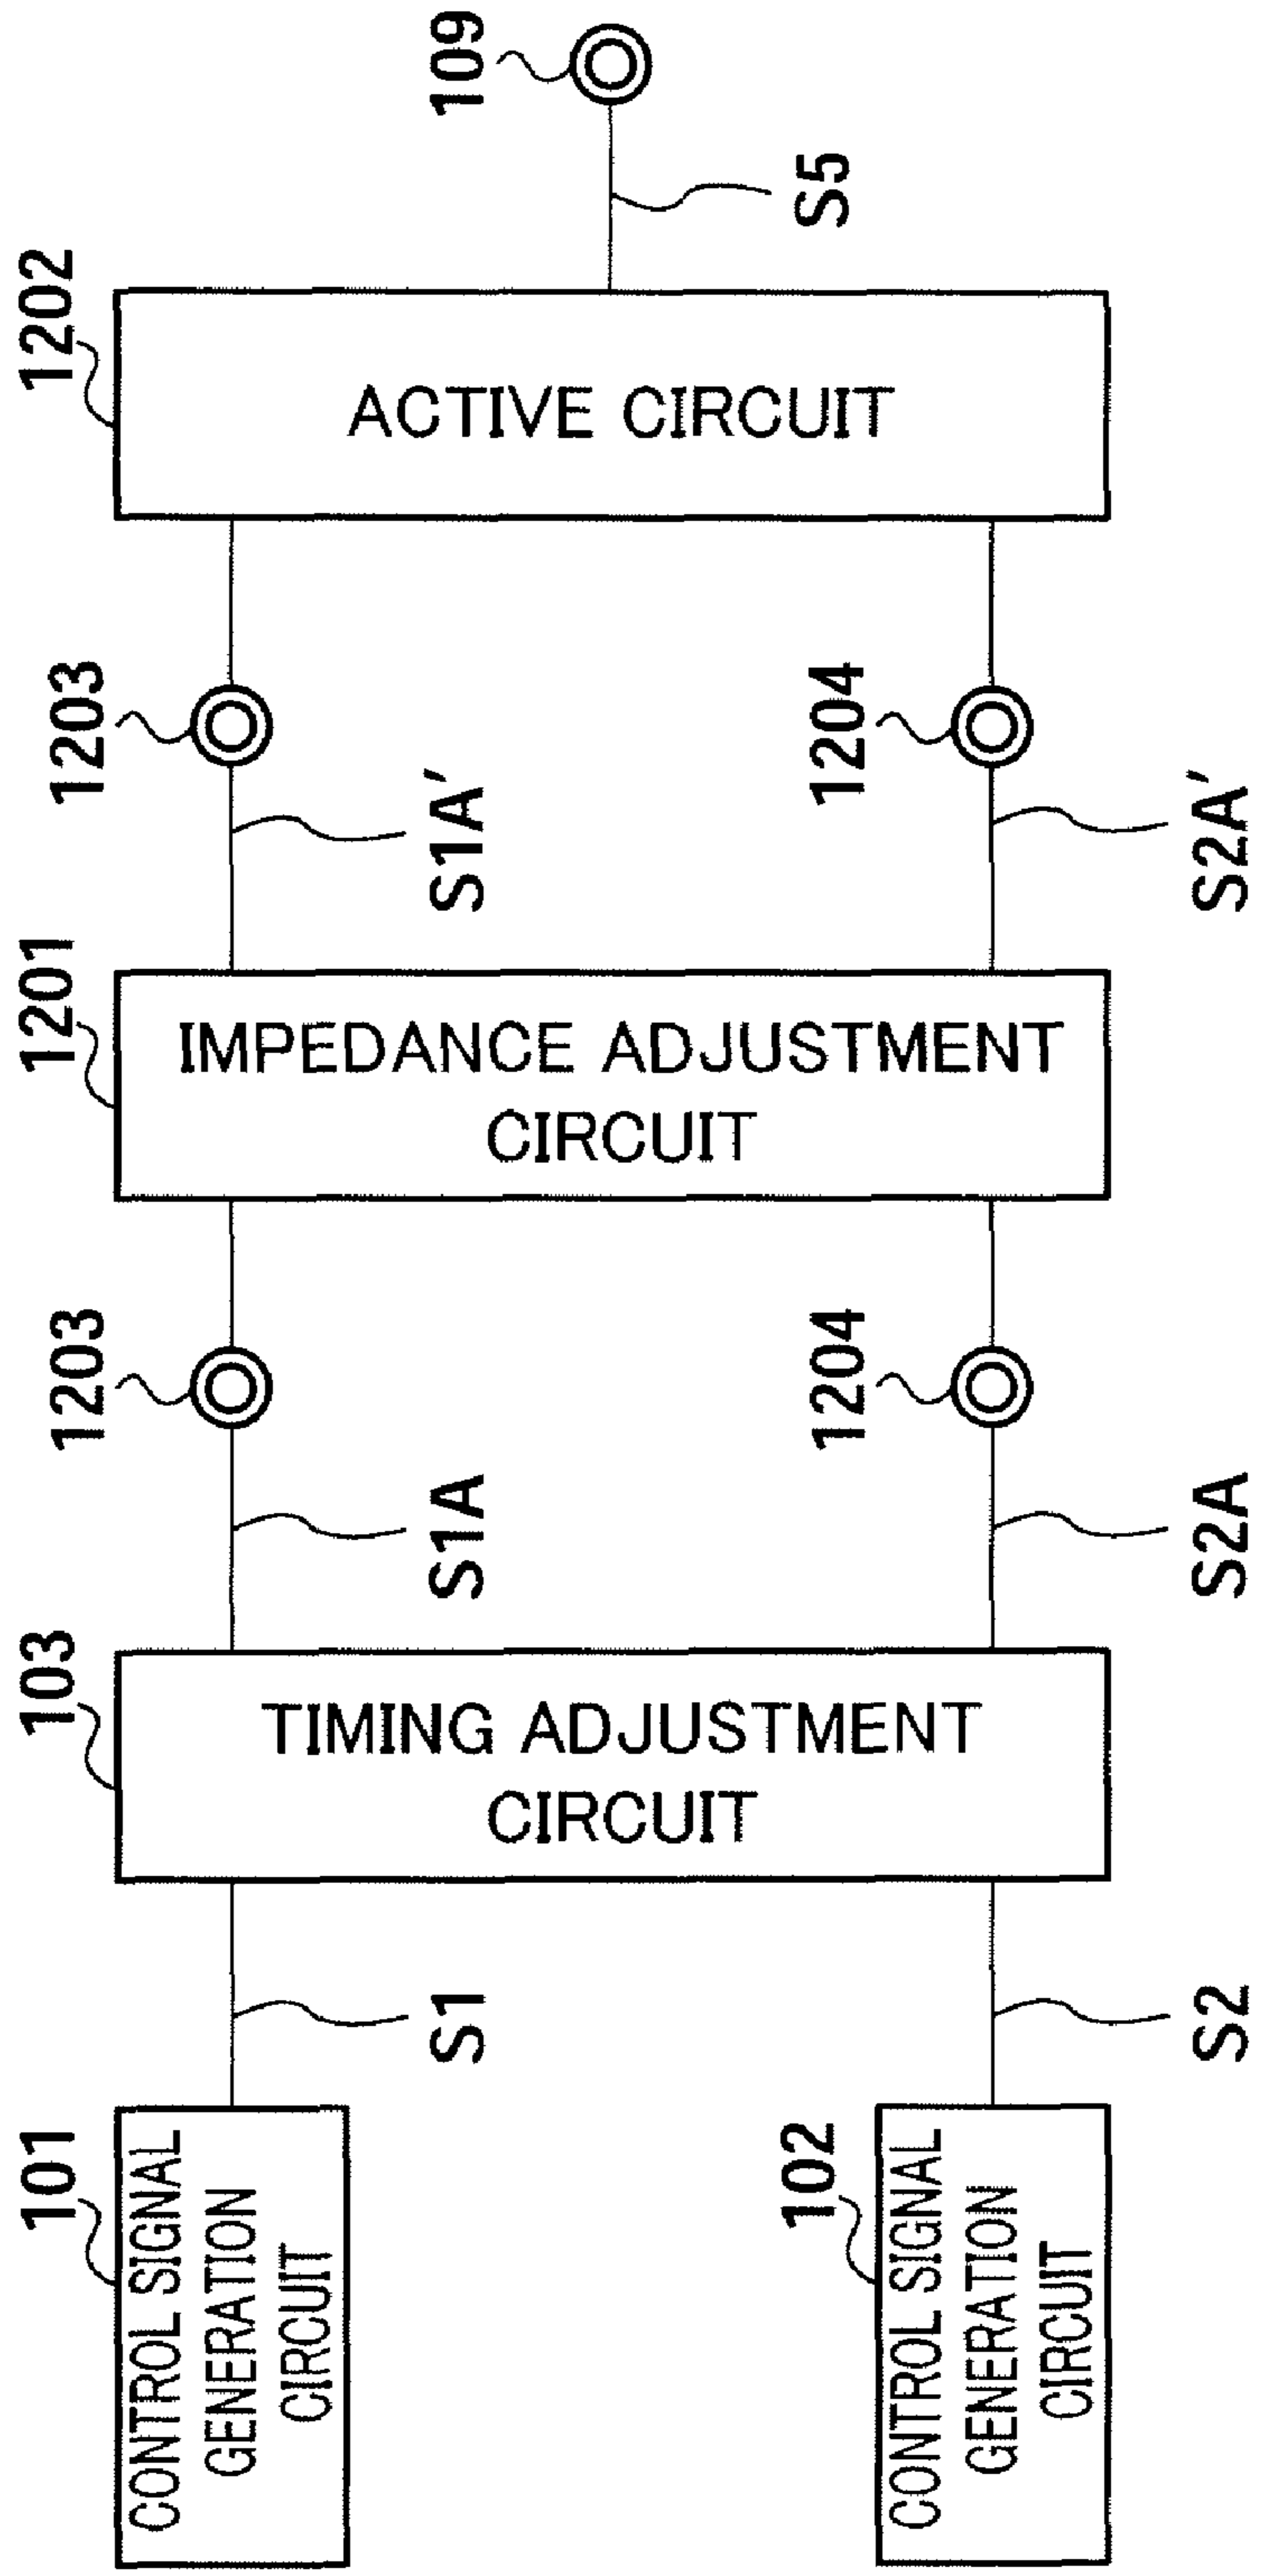 109
S5
1202
ACTIVE CIRCUIT
1203
1204
S1A′
S2A′
1201
IMPEDANCE ADJUSTMENT
CIRCUIT
1203
1204
S1A
S2A
103
TIMING ADJUSTMENT
CIRCUIT
S1
S2
101
CONTROL SIGNAL
GENERATION
CIRCUIT
102
CONTROL SIGNAL
GENERATION
CIRCUIT